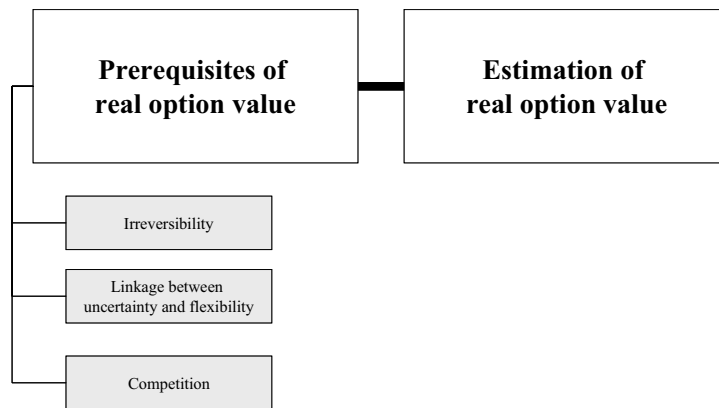 Prerequisites of
real option value
Estimation of
real option value
Irreversibility
Linkage between
uncertainty and flexibility
Competition